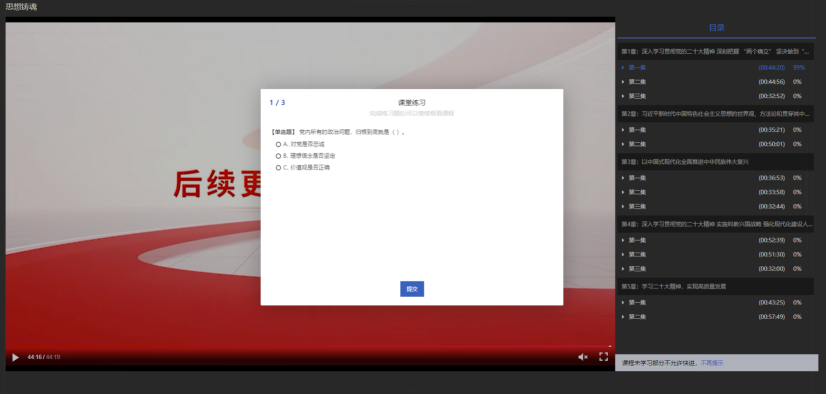 思想铸魂
后续更
1 / 3
课堂练习
完成练习题后可以继续观看课程
【单选题】 党内所有的政治问题，归根到底就是（ ）。
A. 对党是否忠诚
B. 理想信念是否坚定
C. 价值观是否正确
提交
44:16 / 44:19
目录
第1章：深入学习贯彻党的二十大精神 深刻把握 “两个确立” 坚决做到 “...
第一集 (00:44:20) 99%
第二集 (00:44:56) 0%
第三集 (00:32:52) 0%
第2章：习近平新时代中国特色社会主义思想的世界观、方法论和贯穿其中...
第一集 (00:35:21) 0%
第二集 (00:50:01) 0%
第3章：以中国式现代化全面推进中华民族伟大复兴
第一集 (00:36:53) 0%
第二集 (00:33:58) 0%
第三集 (00:32:44) 0%
第4章：深入学习贯彻党的二十大精神 实施科教兴国战略 强化现代化建设人...
第一集 (00:52:39) 0%
第二集 (00:51:30) 0%
第三集 (00:32:00) 0%
第5章：学习二十大精神，实现高质量发展
第一集 (00:43:25) 0%
第二集 (00:57:49) 0%
课程未学习部分不允许快进。 不再提示